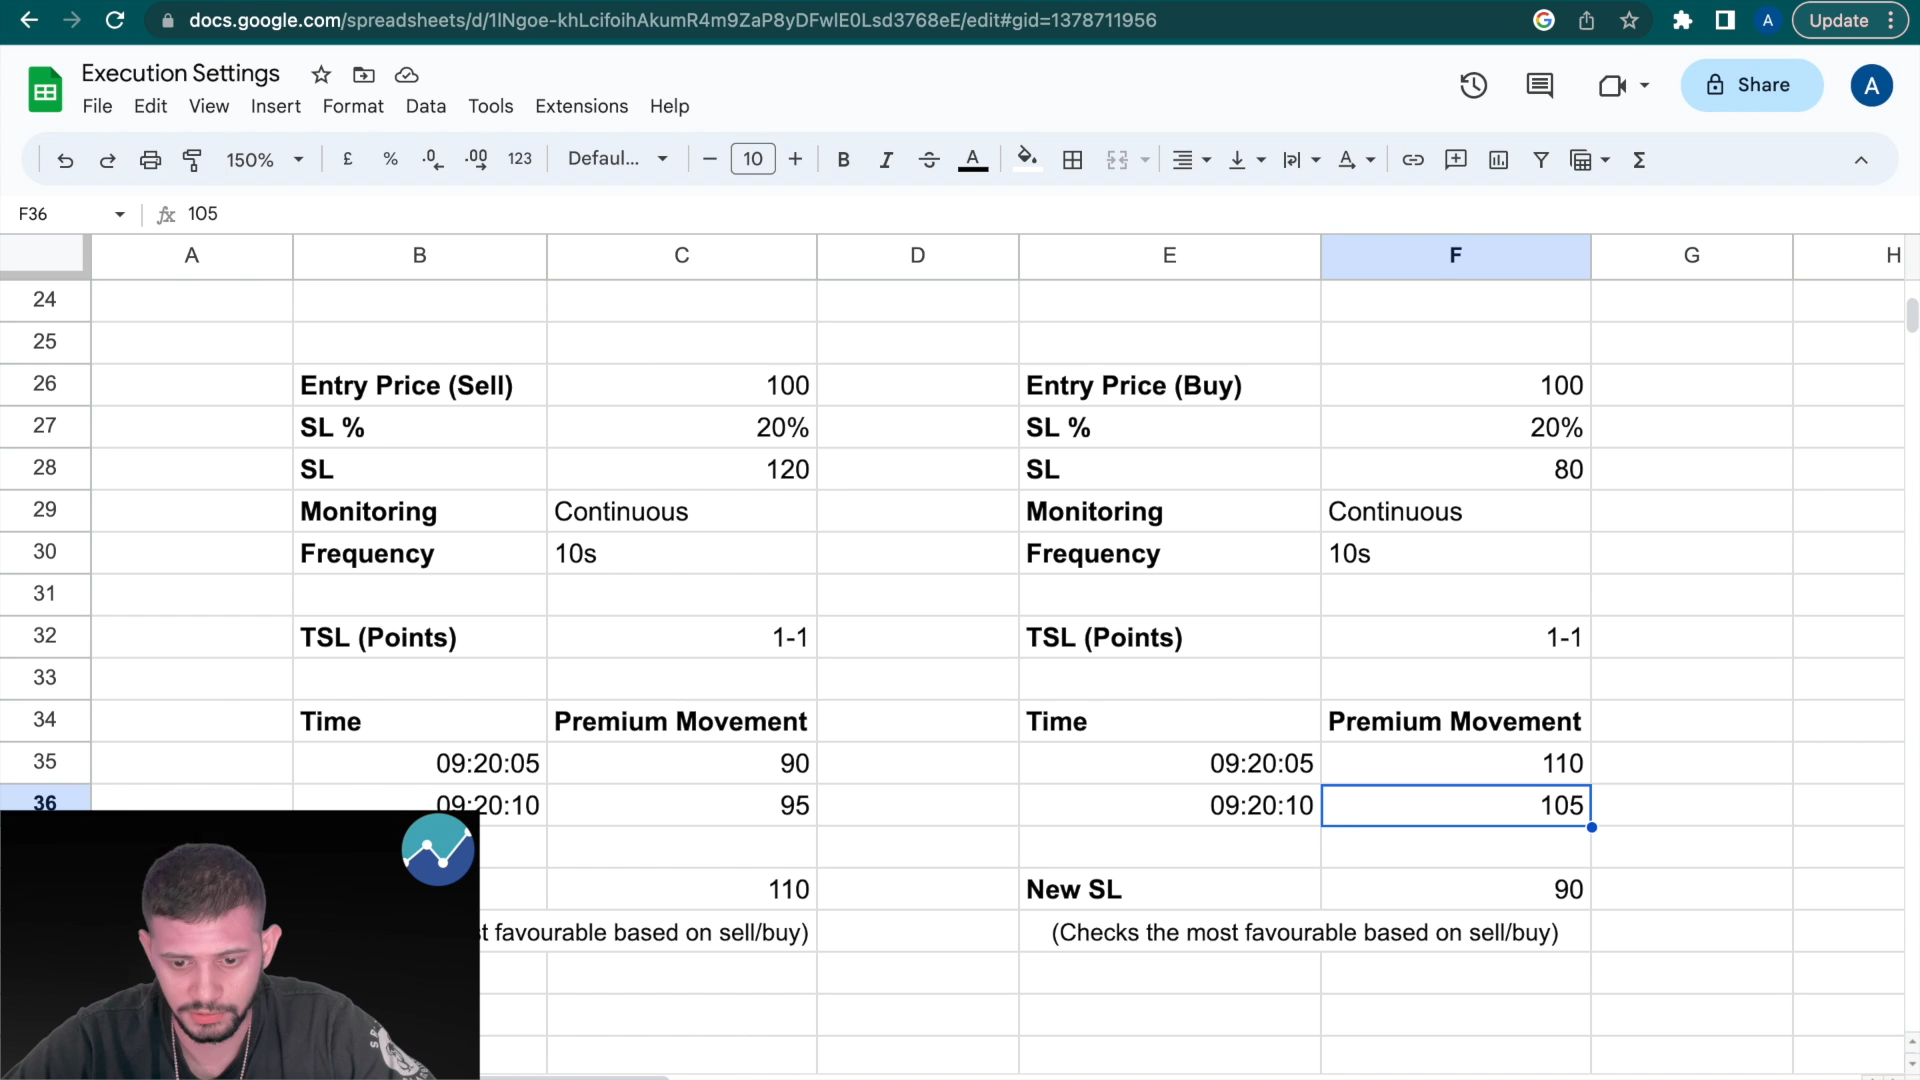 docs.google.com/spreadsheets/d/1lNgoe-khLcifoihAkumR4m9ZaP8yDFwlE0Lsd3768eE/edit#gid=1378711956
G
A
Update
Execution Settings
File Edit View Insert Format Data Tools Extensions Help
Share
A
150% £ % .0 .00 123 Defaul... 10 B I A
F36 fx 105
A B C D E F G H
24
25
26 Entry Price (Sell) 100 Entry Price (Buy) 100
27 SL % 20% SL % 20%
28 SL 120 SL 80
29 Monitoring Continuous Monitoring Continuous
30 Frequency 10s Frequency 10s
31
32 TSL (Points) 1-1 TSL (Points) 1-1
33
34 Time Premium Movement Time Premium Movement
35 09:20:05 90 09:20:05 110
36 09:20:10 95 09:20:10 105
110 New SL 90
favourable based on sell/buy) (Checks the most favourable based on sell/buy)